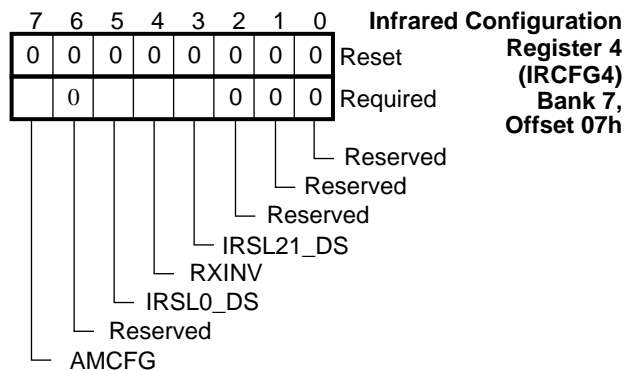 7 6 5 4 3 2 1 0
Infrared Configuration
Register 4
(IRCFG4)
Bank 7,
Offset 07h
0 0 0 0 0 0 0 0 Reset
0 0 0 0 Required
Reserved
Reserved
Reserved
IRSL21_DS
RXINV
IRSL0_DS
Reserved
AMCFG